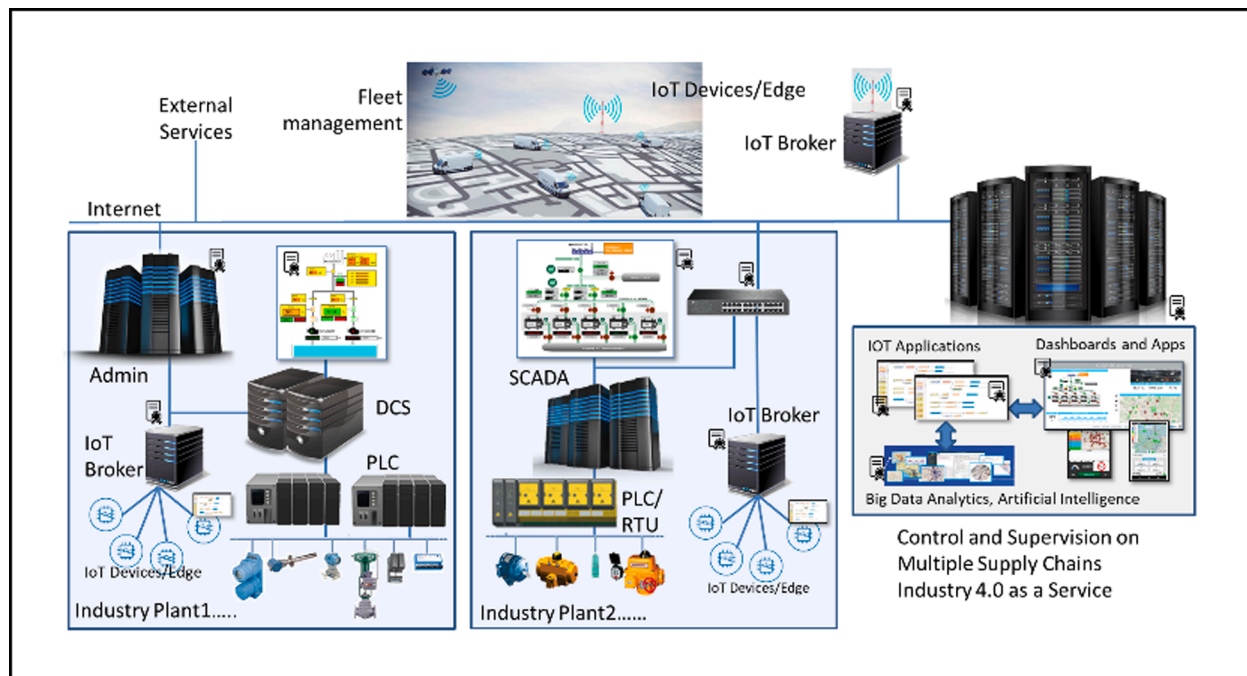 External
Services
Fleet
management
IoT Devices/Edge
IoT Broker
Internet
Admin
DCS
IoT
Broker
PLC
IoT Devices/Edge
Industry Plant1.....
SCADA
IoT Broker
PLC/
RTU
IoT Devices/Edge
Industry Plant2......
IOT Applications
Dashboards and Apps
Big Data Analytics, Artificial Intelligence
Control and Supervision on
Multiple Supply Chains
Industry 4.0 as a Service